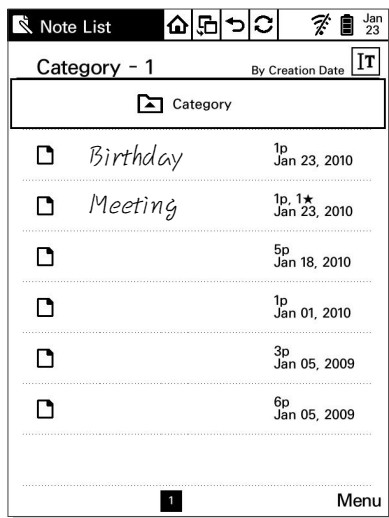 Note List
Jan
23
Category - 1
By Creation Date
IT
Category
Birthday
1p
Jan 23, 2010
Meeting
1p, 1★
Jan 23, 2010
5p
Jan 18, 2010
1p
Jan 01, 2010
3p
Jan 05, 2009
6p
Jan 05, 2009
1
Menu